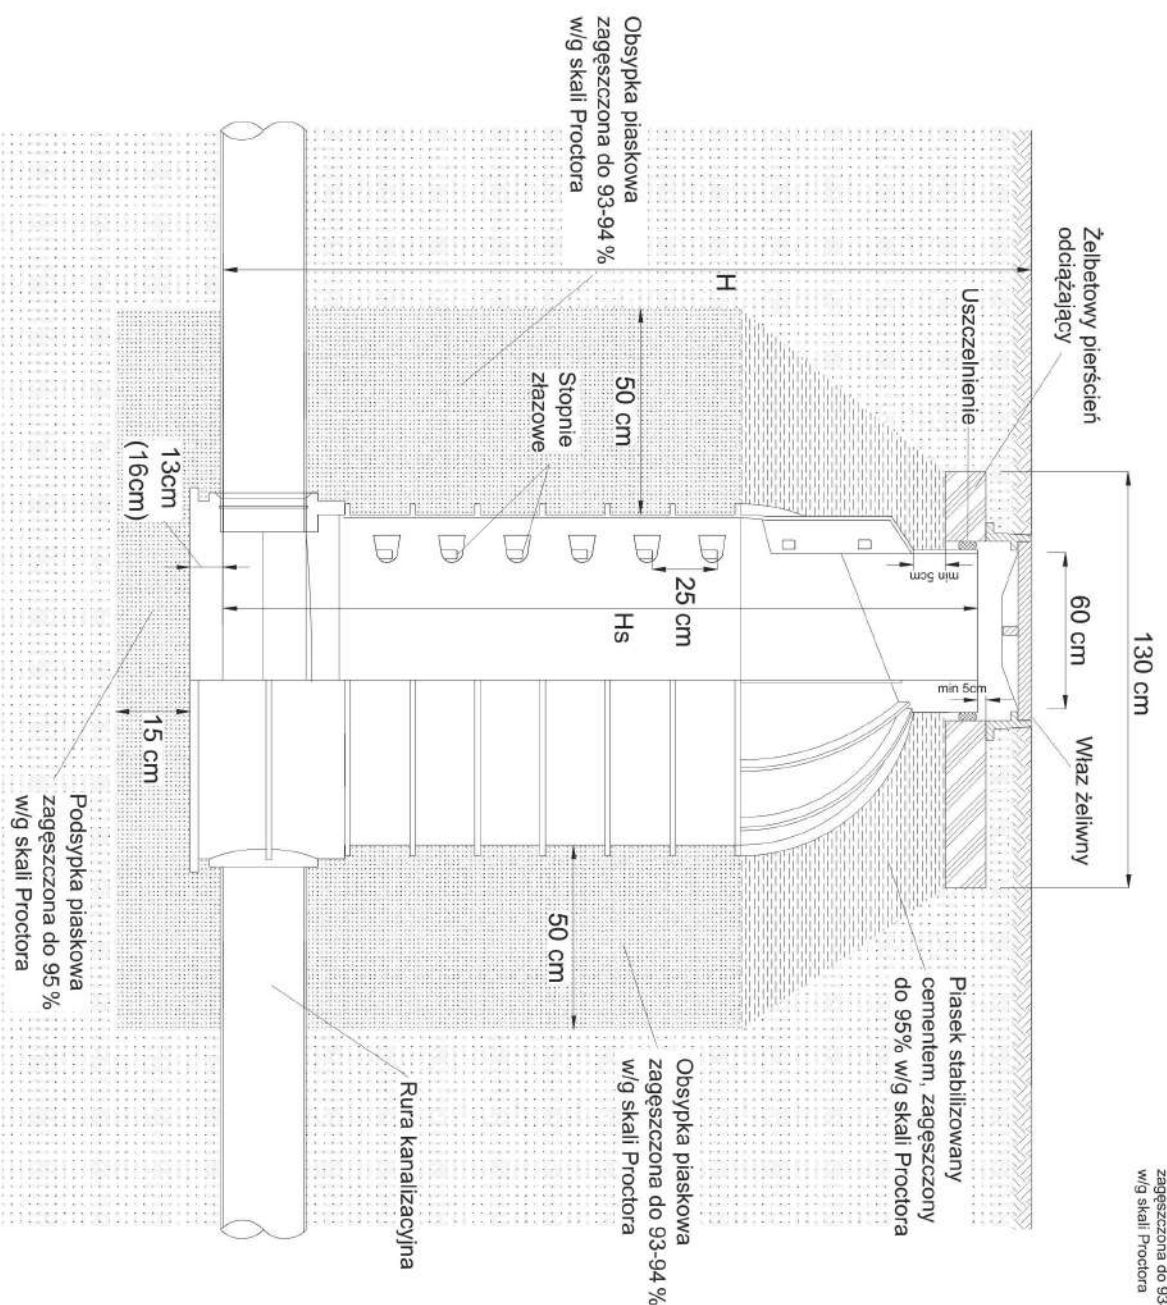 zagęszczona do 93-
w/g skali Proctora
130 cm
Żelbetowy pierścień
odciążający
Właz żeliwny
60 cm
Uszczelnienie
min 5cm
min 5cm
Piasek stabilizowany
cementem, zagęszczony
do 95% w/g skali Proctora
H
Hs
25 cm
50 cm
Stopnie
złazowe
Obsypka piaskowa
zagęszczona do 93-94 %
w/g skali Proctora
50 cm
Obsypka piaskowa
zagęszczona do 93-94 %
w/g skali Proctora
Rura kanalizacyjna
13cm
(16cm)
15 cm
Podsypka piaskowa
zagęszczona do 95 %
w/g skali Proctora